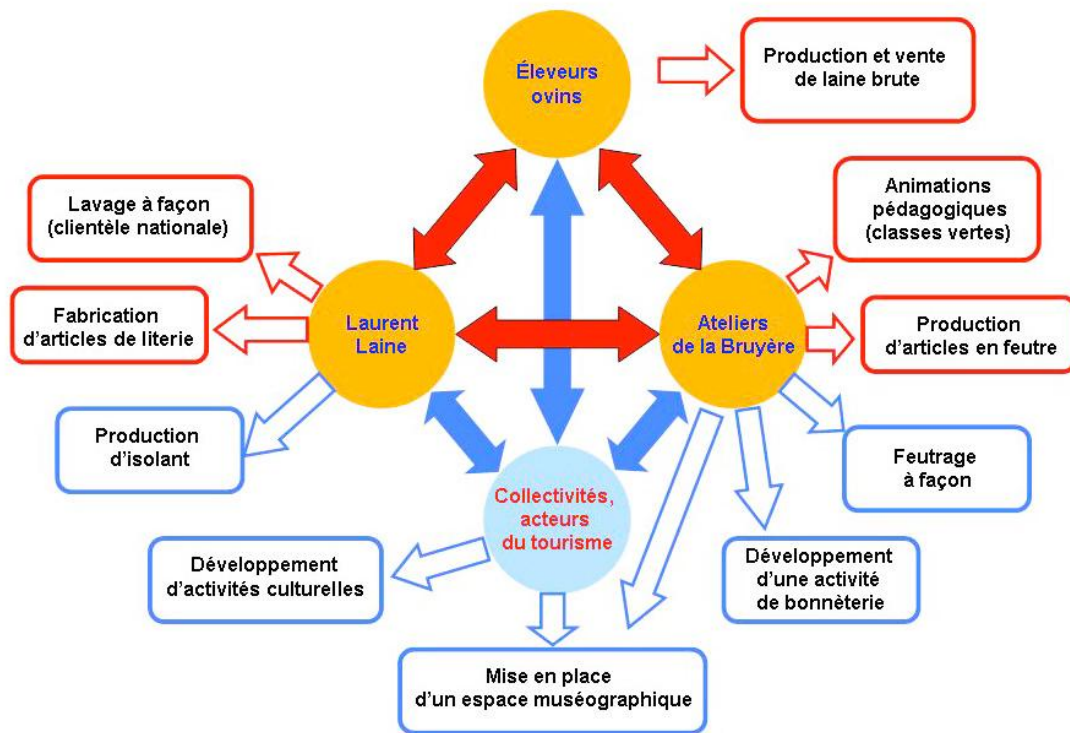 Éleveurs
ovins
Production et vente
de laine brute
Lavage à façon
(clientèle nationale)
Animations
pédagogiques
(classes vertes)
Fabrication
d'articles de literie
Laurent
Laine
Ateliers
de la Bruyère
Production
d'articles en feutre
Production
d'isolant
Feutrage
à façon
Collectivités,
acteurs
du tourisme
Développement
d'activités culturelles
Développement
d'une activité
de bonnèterie
Mise en place
d'un espace muséographique